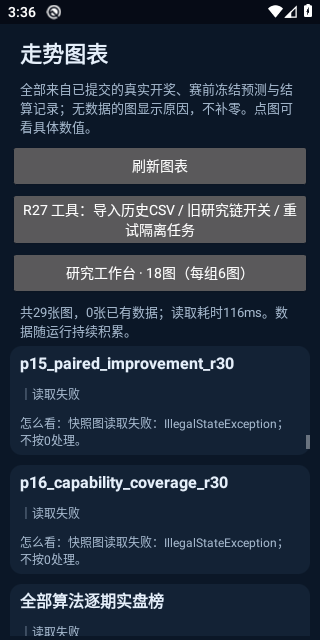 3:36
走势图表
全部来自已提交的真实开奖、赛前冻结预测与结
算记录；无数据的图显示原因，不补零。点图可
看具体数值。
刷新图表
R27 工具：导入历史CSV / 旧研究链开关 / 重
试隔离任务
研究工作台 · 18图（每组6图）
共29张图，0张已有数据；读取耗时116ms。数
据随运行持续积累。
p15_paired_improvement_r30
｜读取失败
怎么看：快照图读取失败：IllegalStateException；
不按0处理。
p16_capability_coverage_r30
｜读取失败
怎么看：快照图读取失败：IllegalStateException；
不按0处理。
全部算法逐期实盘榜
｜读取失败